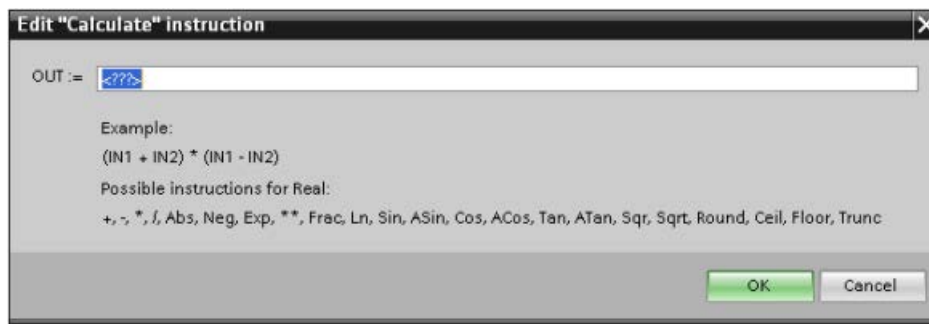 Edit "Calculate" instruction
OUT := <???>
Example:
(IN1 + IN2) * (IN1 - IN2)
Possible instructions for Real:
+, -, *, /, Abs, Neg, Exp, **, Frac, Ln, Sin, ASin, Cos, ACos, Tan, ATan, Sqr, Sqrt, Round, Ceil, Floor, Trunc
OK Cancel